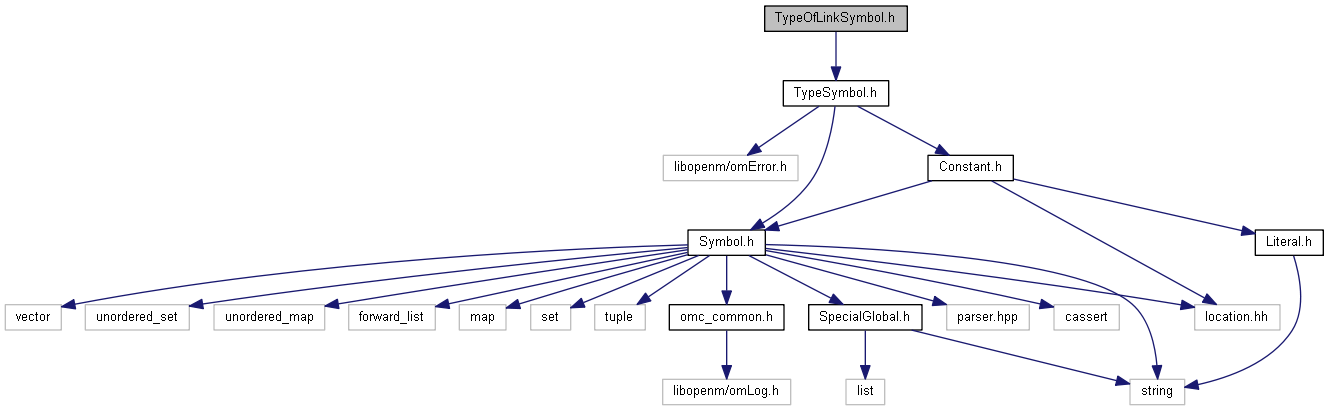 TypeOfLinkSymbol.h
TypeSymbol.h
libopenm/omError.h
Constant.h
Symbol.h
Literal.h
vector
unordered_set
unordered_map
forward_list
map
set
tuple
omc_common.h
SpecialGlobal.h
parser.hpp
cassert
location.hh
libopenm/omLog.h
list
string